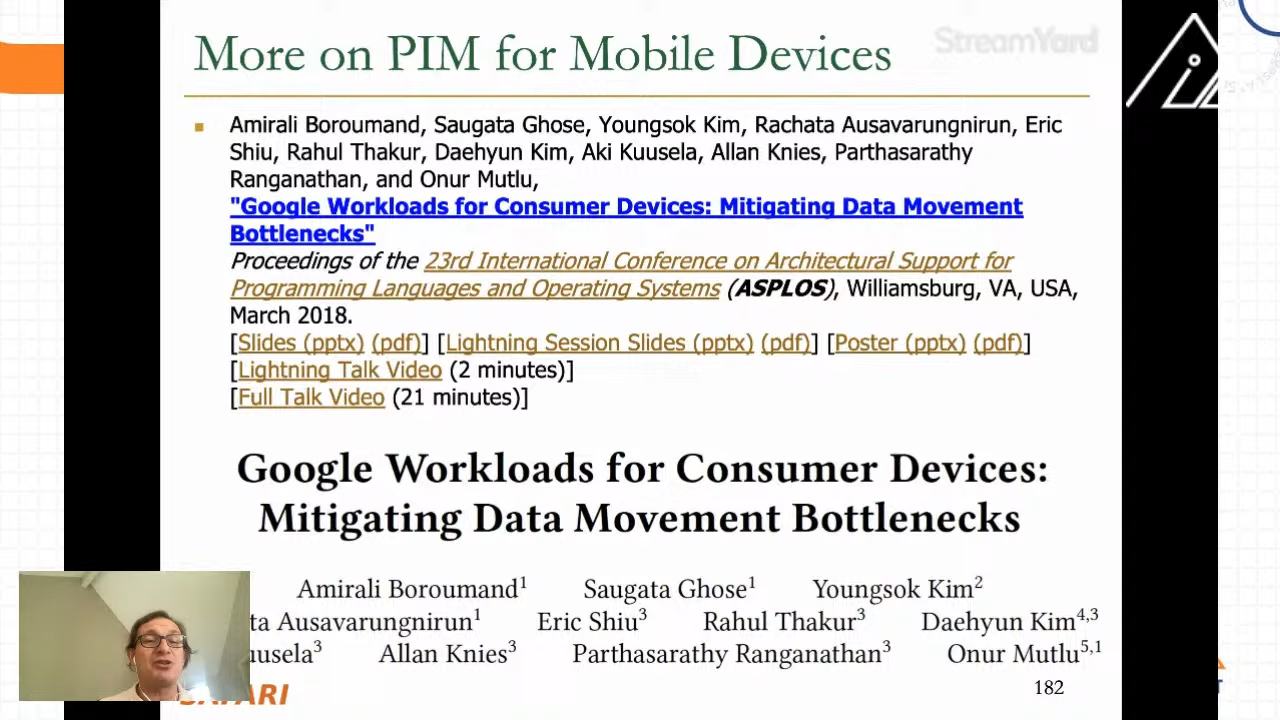 More on PIM for Mobile Devices
StreamYard
Amirali Boroumand, Saugata Ghose, Youngsok Kim, Rachata Ausavarungnirun, Eric
Shiu, Rahul Thakur, Daehyun Kim, Aki Kuusela, Allan Knies, Parthasarathy
Ranganathan, and Onur Mutlu,
"Google Workloads for Consumer Devices: Mitigating Data Movement
Bottlenecks"
Proceedings of the 23rd International Conference on Architectural Support for
Programming Languages and Operating Systems (ASPLOS), Williamsburg, VA, USA,
March 2018.
[Slides (pptx) (pdf)] [Lightning Session Slides (pptx) (pdf)] [Poster (pptx) (pdf)]
[Lightning Talk Video (2 minutes)]
[Full Talk Video (21 minutes)]
Google Workloads for Consumer Devices:
Mitigating Data Movement Bottlenecks
Amirali Boroumand¹ Saugata Ghose¹ Youngsok Kim²
ta Ausavarungnirun¹ Eric Shiu³ Rahul Thakur³ Daehyun Kim⁴,³
uusela³ Allan Knies³ Parthasarathy Ranganathan³ Onur Mutlu⁵,¹
SAFARI
182